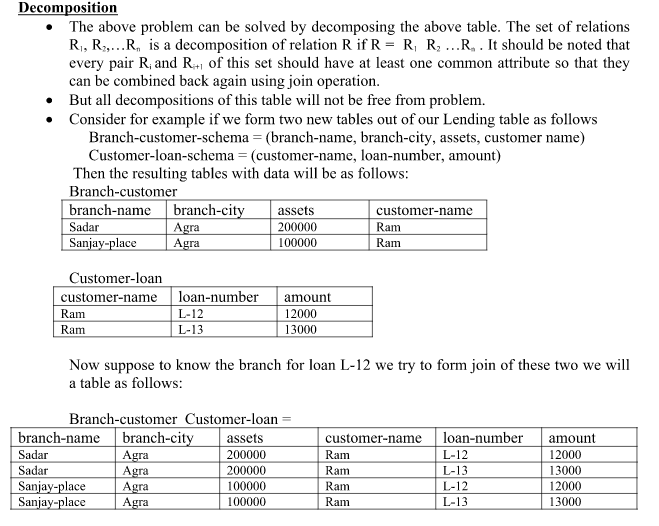 Decomposition
• The above problem can be solved by decomposing the above table. The set of relations
R₁, R₂,…Rₙ is a decomposition of relation R if R = R₁ R₂ …Rₙ . It should be noted that
every pair Rᵢ and Rᵢ₊₁ of this set should have at least one common attribute so that they
can be combined back again using join operation.
• But all decompositions of this table will not be free from problem.
• Consider for example if we form two new tables out of our Lending table as follows
Branch-customer-schema = (branch-name, branch-city, assets, customer name)
Customer-loan-schema = (customer-name, loan-number, amount)
Then the resulting tables with data will be as follows:
Branch-customer
branch-name branch-city assets customer-name
Sadar Agra 200000 Ram
Sanjay-place Agra 100000 Ram
Customer-loan
customer-name loan-number amount
Ram L-12 12000
Ram L-13 13000
Now suppose to know the branch for loan L-12 we try to form join of these two we will
a table as follows:
Branch-customer Customer-loan =
branch-name branch-city assets customer-name loan-number amount
Sadar Agra 200000 Ram L-12 12000
Sadar Agra 200000 Ram L-13 13000
Sanjay-place Agra 100000 Ram L-12 12000
Sanjay-place Agra 100000 Ram L-13 13000